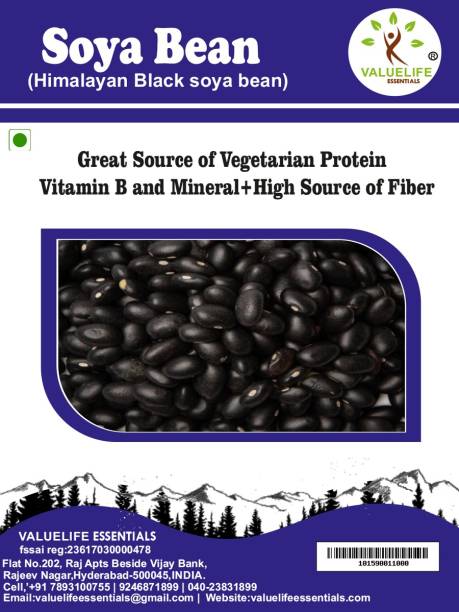 Soya Bean
(Himalayan Black soya bean)
VALUELIFE
ESSENTIALS
®
Great Source of Vegetarian Protein
Vitamin B and Mineral+High Source of Fiber
VALUELIFE ESSENTIALS
fssai reg:23617030000478
Flat No.202, Raj Apts Beside Vijay Bank,
Rajeev Nagar,Hyderabad-500045,INDIA.
Cell,'+91 7893100755 | 9246871899 | 040-23831899
Email:valuelifeessentials@gmail.com | Website:valuelifeessentials.com
101590011000